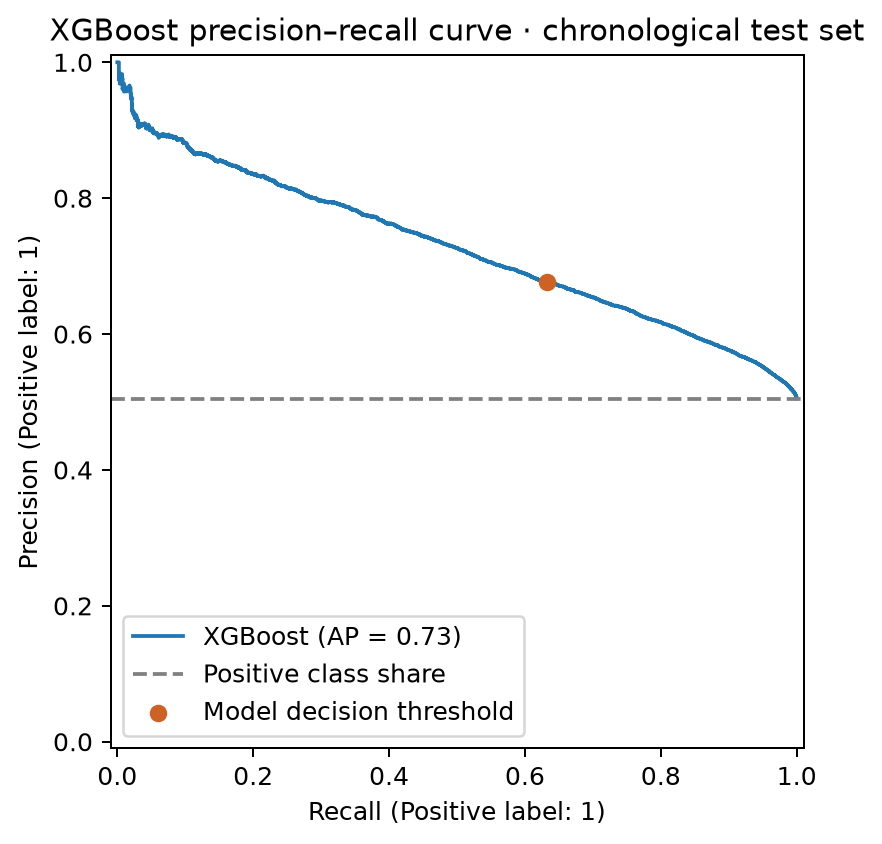 XGBoost precision–recall curve · chronological test set
1.0
0.8
0.6
0.4
0.2
0.0
Precision (Positive label: 1)
XGBoost (AP = 0.73)
Positive class share
Model decision threshold
0.0 0.2 0.4 0.6 0.8 1.0
Recall (Positive label: 1)